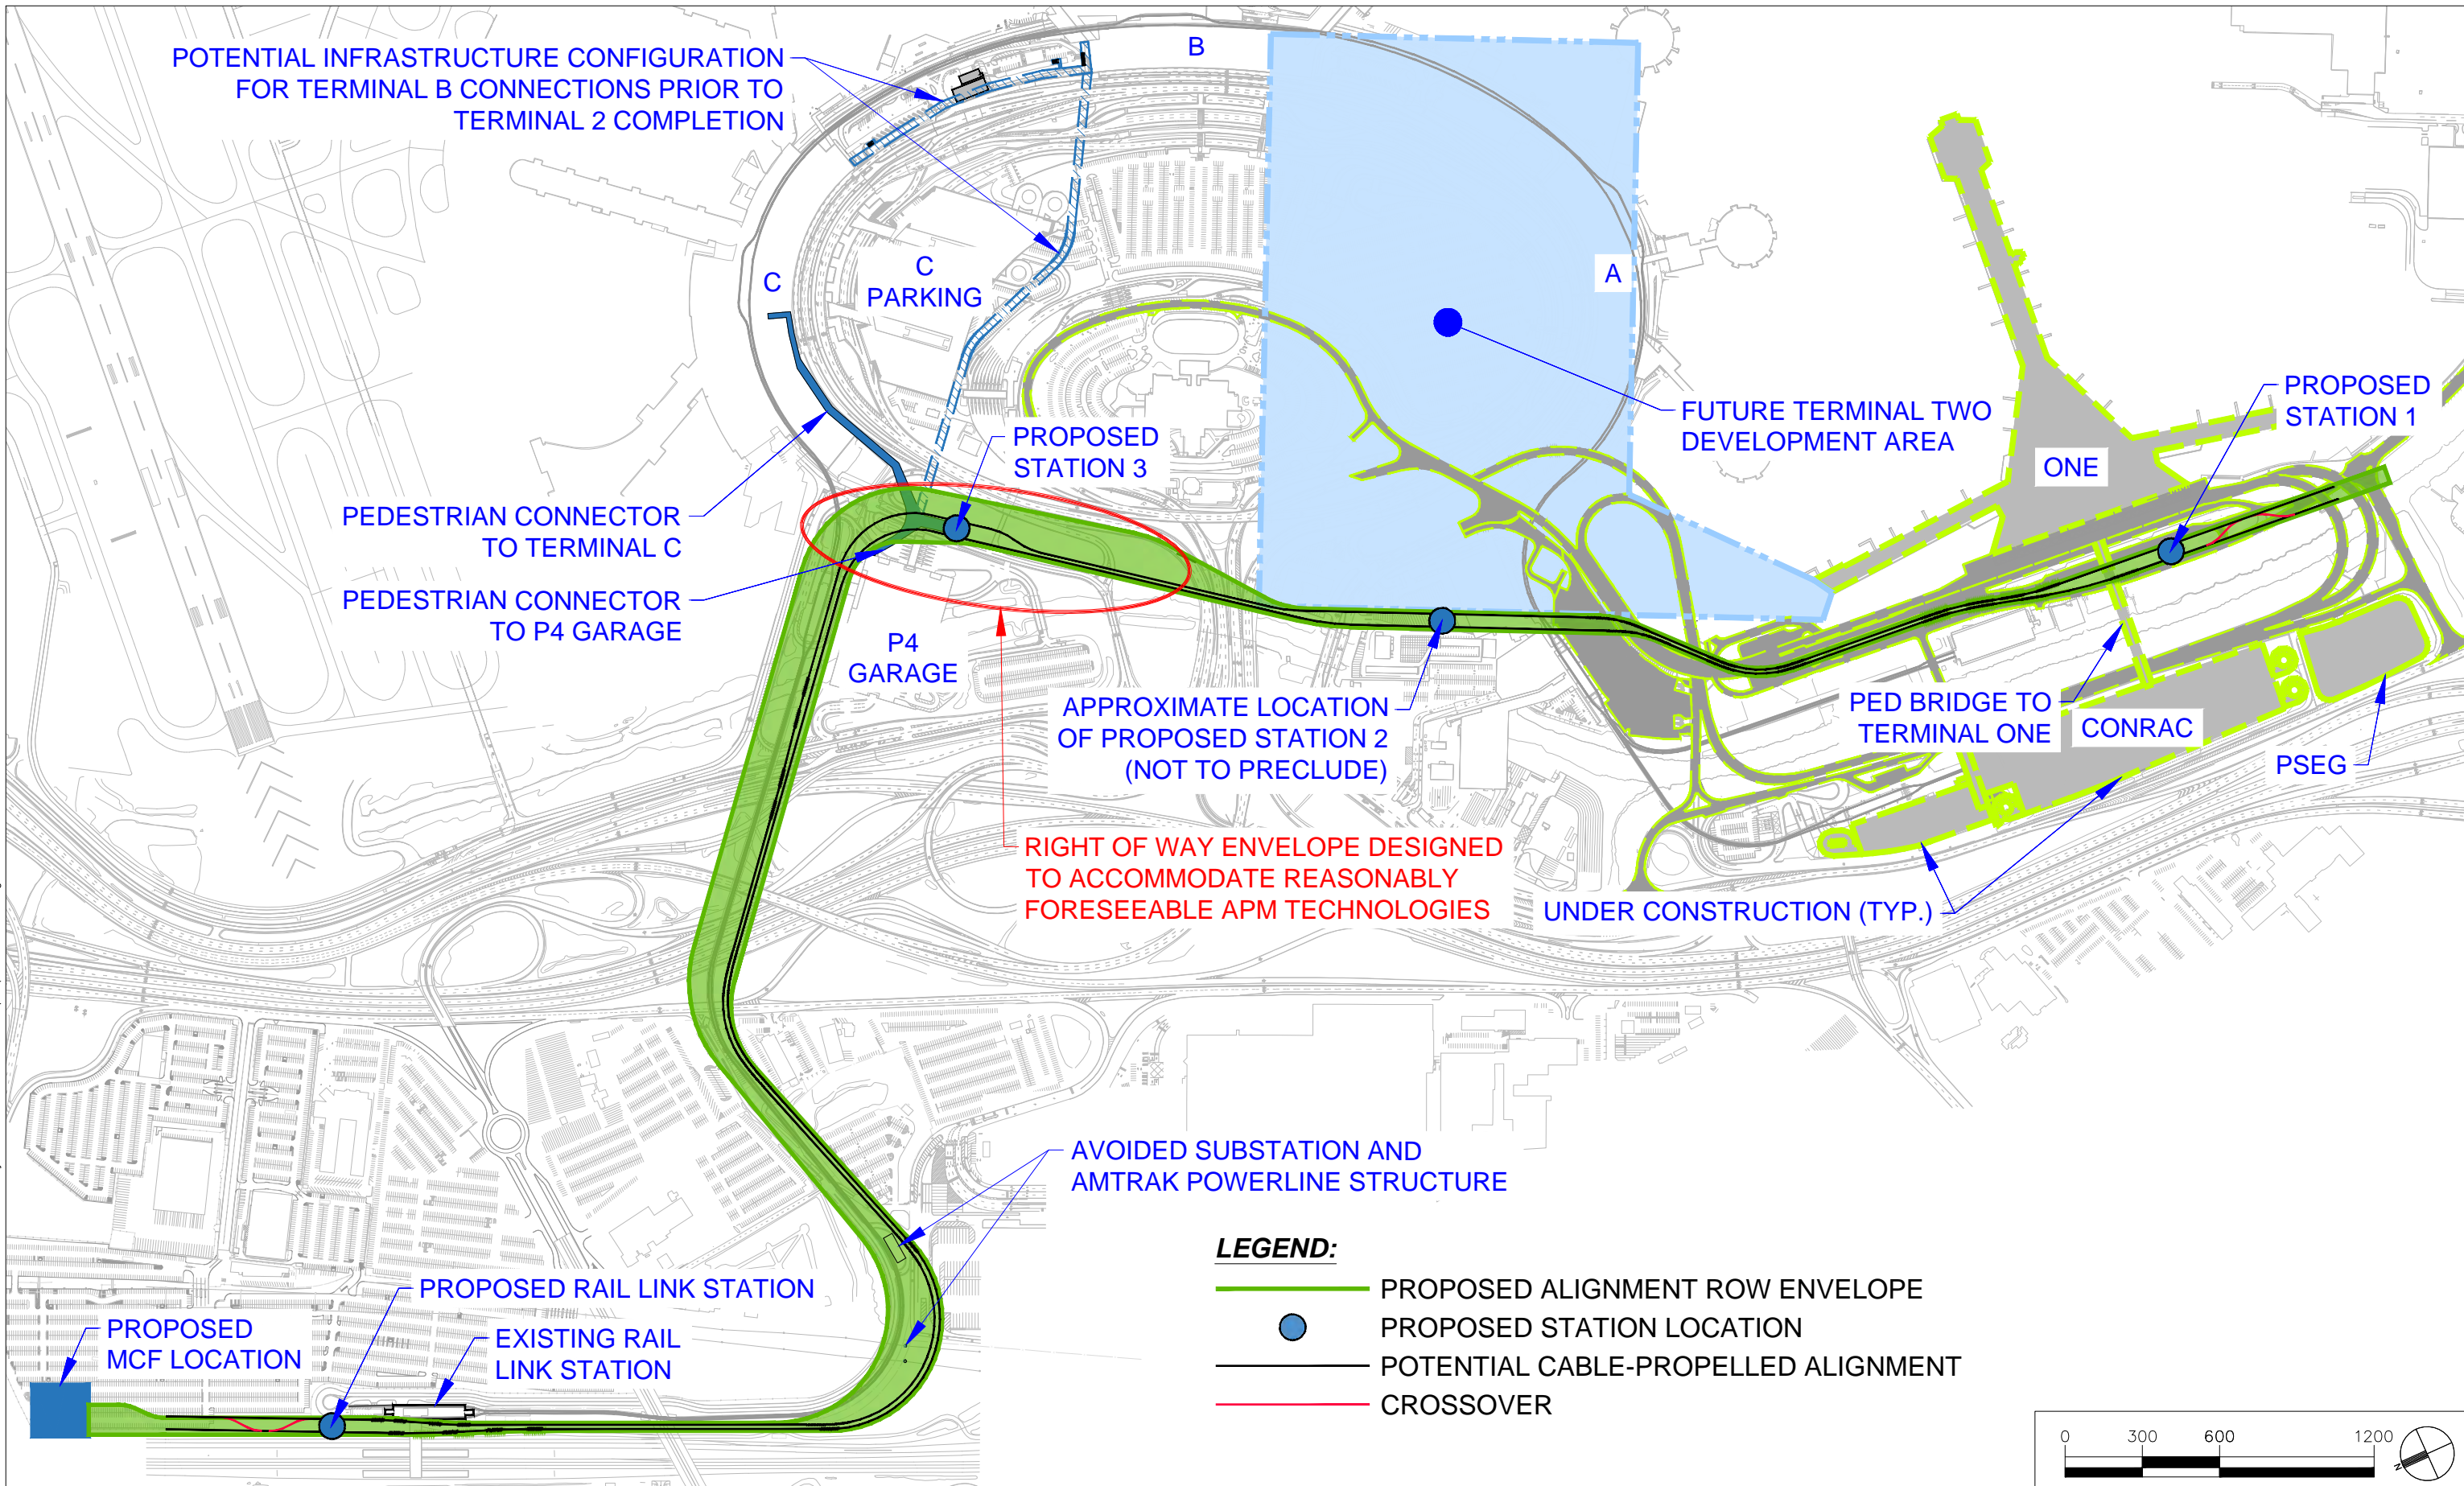 POTENTIAL INFRASTRUCTURE CONFIGURATION
FOR TERMINAL B CONNECTIONS PRIOR TO
TERMINAL 2 COMPLETION
B
C
C
PARKING
A
FUTURE TERMINAL TWO
DEVELOPMENT AREA
PROPOSED
STATION 1
ONE
PROPOSED
STATION 3
PEDESTRIAN CONNECTOR
TO TERMINAL C
PEDESTRIAN CONNECTOR
TO P4 GARAGE
P4
GARAGE
APPROXIMATE LOCATION
OF PROPOSED STATION 2
(NOT TO PRECLUDE)
PED BRIDGE TO
TERMINAL ONE
CONRAC
PSEG
RIGHT OF WAY ENVELOPE DESIGNED
TO ACCOMMODATE REASONABLY
FORESEEABLE APM TECHNOLOGIES
UNDER CONSTRUCTION (TYP.)
AVOIDED SUBSTATION AND
AMTRAK POWERLINE STRUCTURE
PROPOSED RAIL LINK STATION
PROPOSED
MCF LOCATION
EXISTING RAIL
LINK STATION
LEGEND:
PROPOSED ALIGNMENT ROW ENVELOPE
PROPOSED STATION LOCATION
POTENTIAL CABLE-PROPELLED ALIGNMENT
CROSSOVER
0 300 600 1200
N